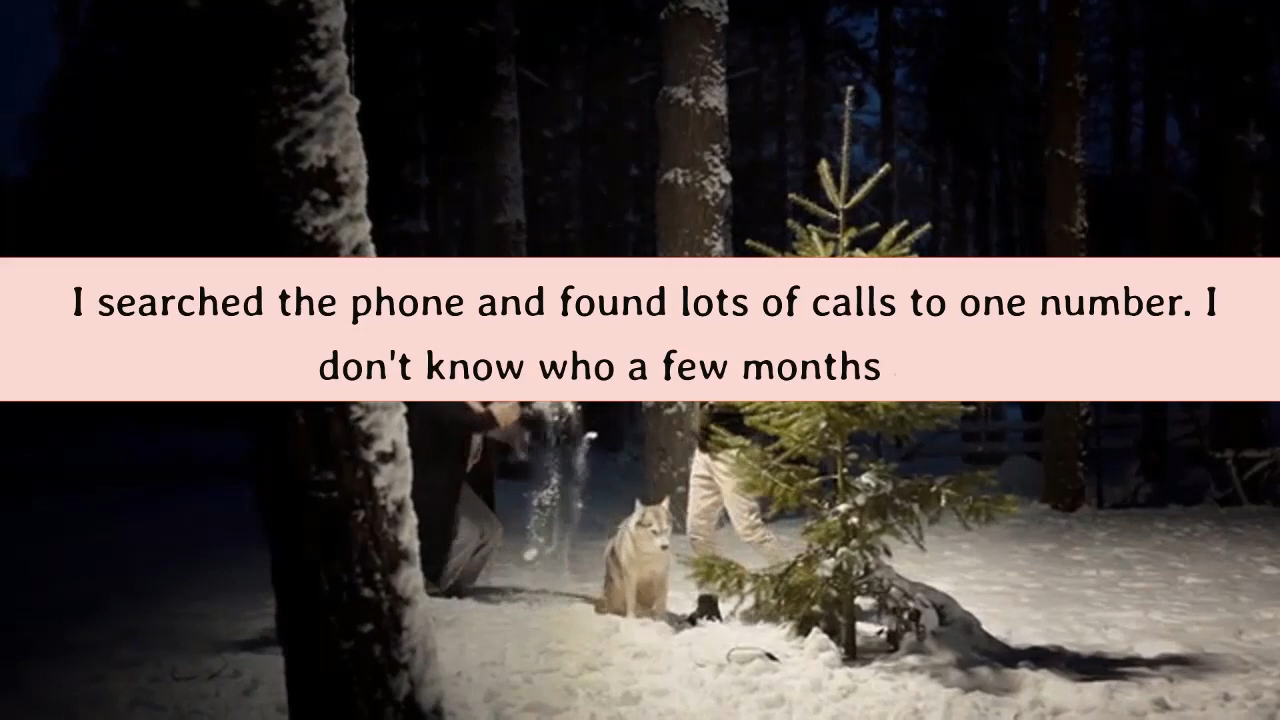 I searched the phone and found lots of calls to one number. I
don't know who a few months